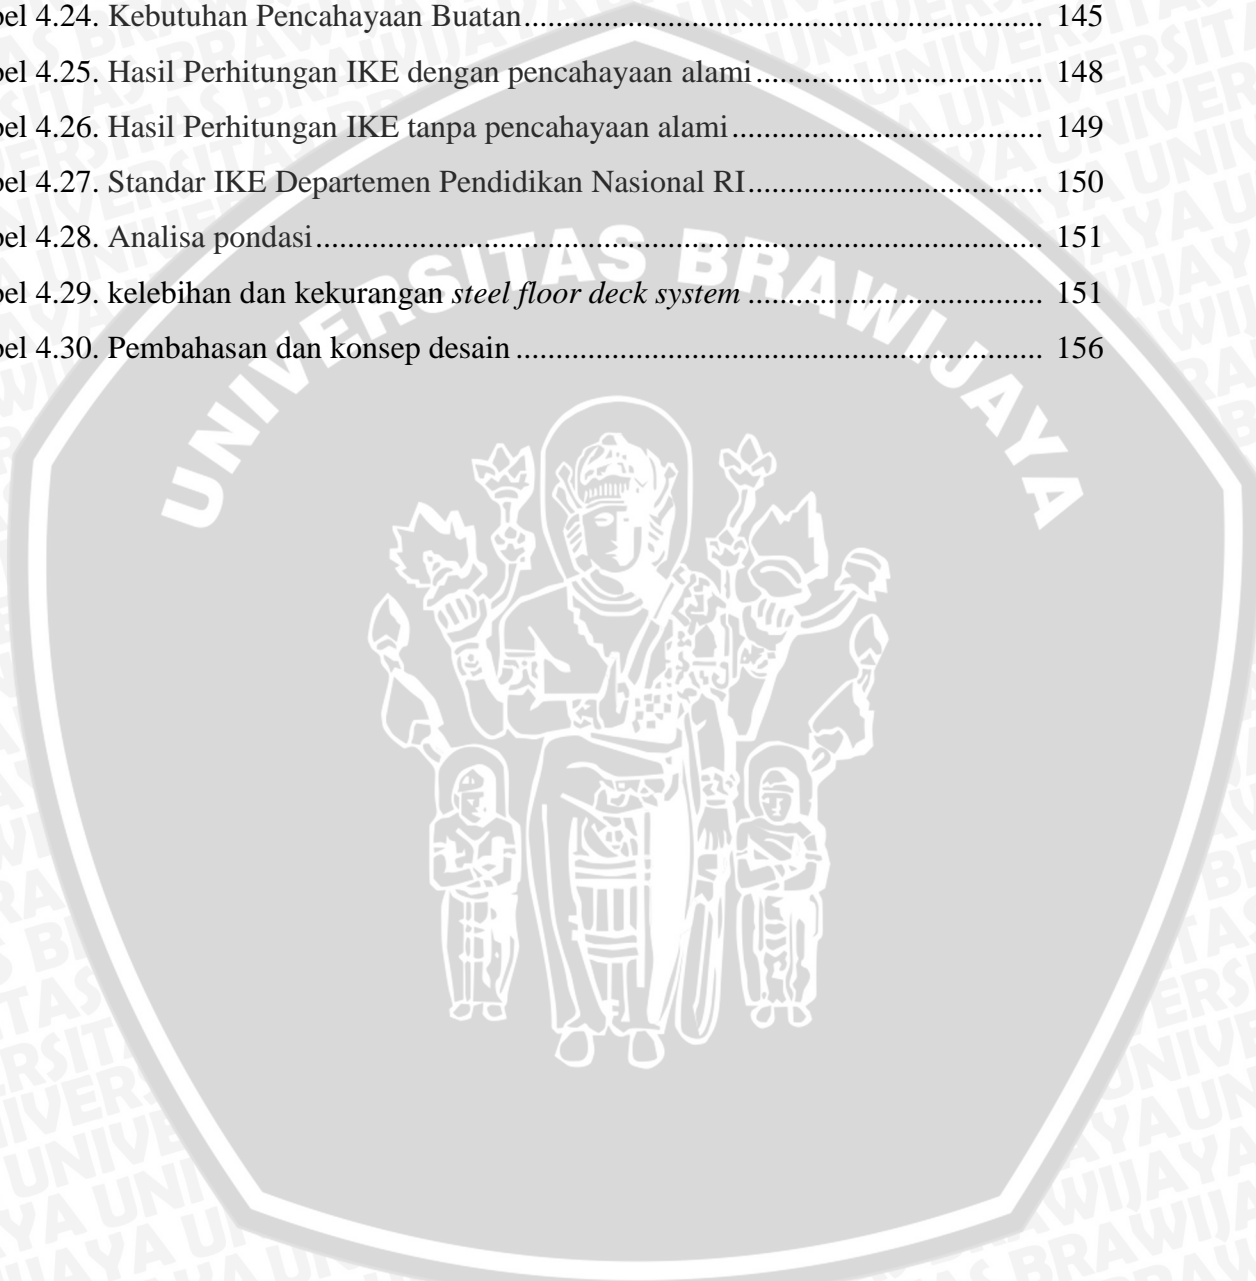 bel 4.24. Kebutuhan Pencahayaan Buatan 145
bel 4.25. Hasil Perhitungan IKE dengan pencahayaan alami 148
bel 4.26. Hasil Perhitungan IKE tanpa pencahayaan alami 149
bel 4.27. Standar IKE Departemen Pendidikan Nasional RI 150
bel 4.28. Analisa pondasi 151
bel 4.29. kelebihan dan kekurangan steel floor deck system 151
bel 4.30. Pembahasan dan konsep desain 156
UNIVERSITAS BRAWIJAYA